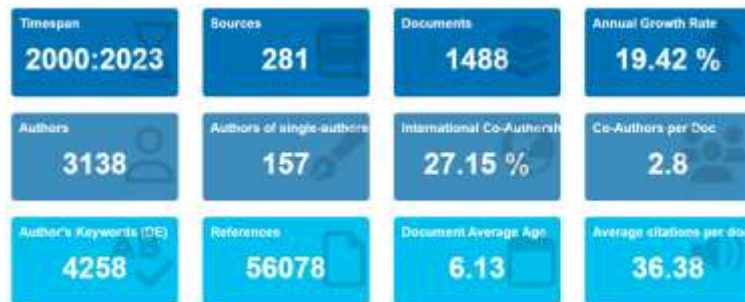 Timespan
2000:2023
Sources
281
Documents
1488
Annual Growth Rate
19.42 %
Authors
3138
Authors of single-authore
157
International Co-Authorsh
27.15 %
Co-Authors per Doc
2.8
Author's Keywords (DE)
4258
References
56078
Document Average Age
6.13
Average citations per doc
36.38